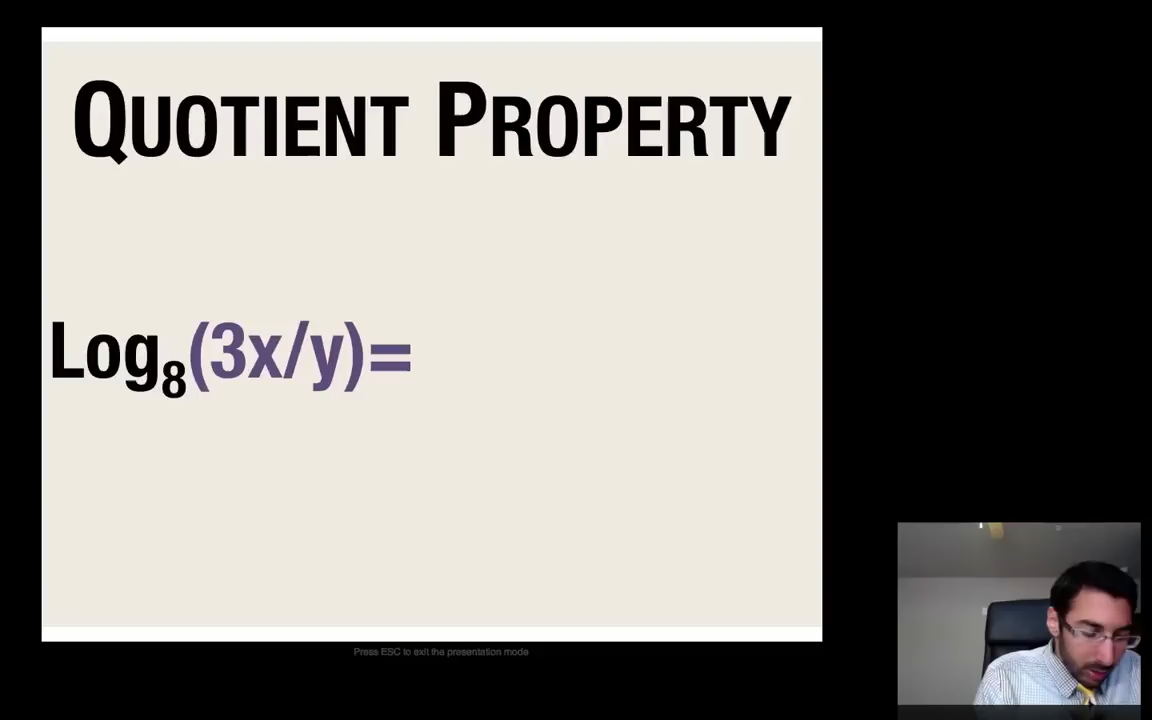 QUOTIENT PROPERTY
Log₈(3x/y)=
Press ESC to exit the presentation mode